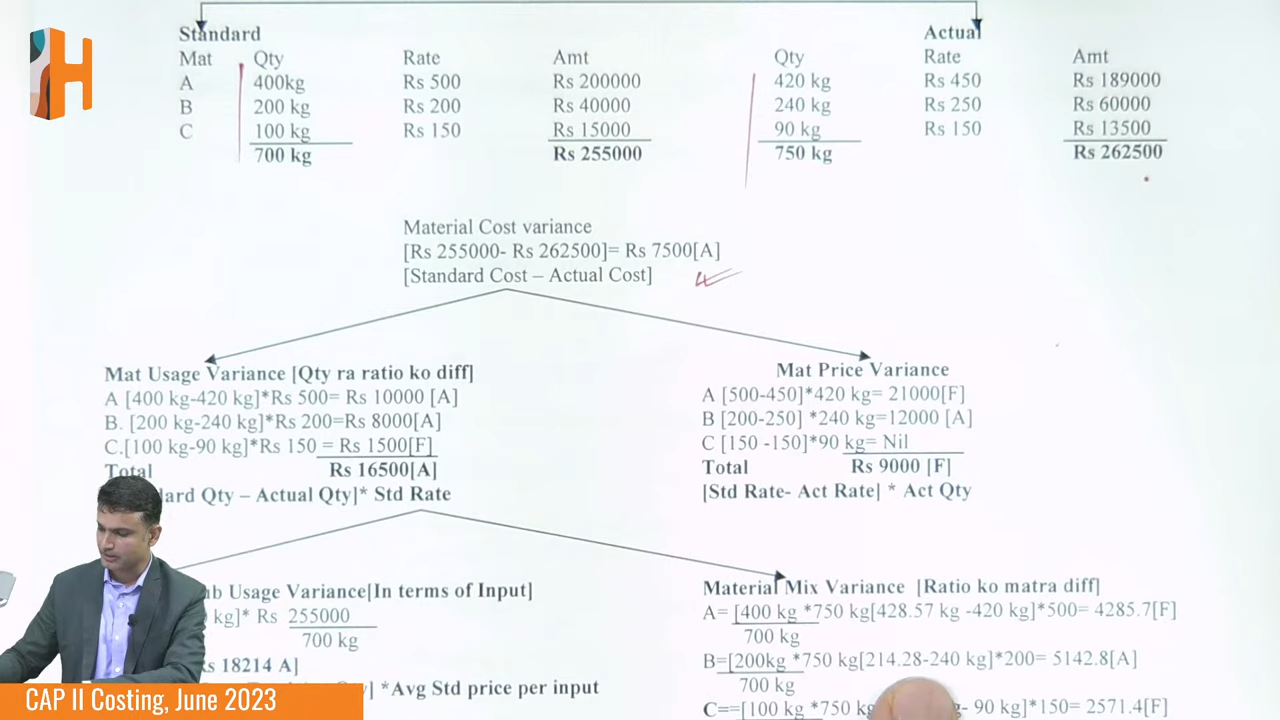 H
Standard Actual
Mat Qty Rate Amt Qty Rate Amt
A 400kg Rs 500 Rs 200000 420 kg Rs 450 Rs 189000
B 200 kg Rs 200 Rs 40000 240 kg Rs 250 Rs 60000
C 100 kg Rs 150 Rs 15000 90 kg Rs 150 Rs 13500
700 kg Rs 255000 750 kg Rs 262500
Material Cost variance
[Rs 255000- Rs 262500]= Rs 7500[A]
[Standard Cost – Actual Cost]
Mat Usage Variance [Qty ra ratio ko diff]
A [400 kg-420 kg]*Rs 500= Rs 10000 [A]
B. [200 kg-240 kg]*Rs 200=Rs 8000[A]
C.[100 kg-90 kg]*Rs 150 = Rs 1500[F]
Total Rs 16500[A]
Qty – Actual Qty]* Std Rate
Mat Price Variance
A [500-450]*420 kg= 21000[F]
B [200-250] *240 kg=12000 [A]
C [150 -150]*90 kg= Nil
Total Rs 9000 [F]
[Std Rate- Act Rate] * Act Qty
Usage Variance[In terms of Input]
kg]* Rs 255000
700 kg
18214 A]
*Avg Std price per input
Material Mix Variance [Ratio ko matra diff]
A= [400 kg *750 kg[428.57 kg -420 kg]*500= 4285.7[F]
700 kg
B=[200kg *750 kg[214.28-240 kg]*200= 5142.8[A]
700 kg
C==[100 kg *750 kg - 90 kg]*150= 2571.4[F]
CAP II Costing, June 2023